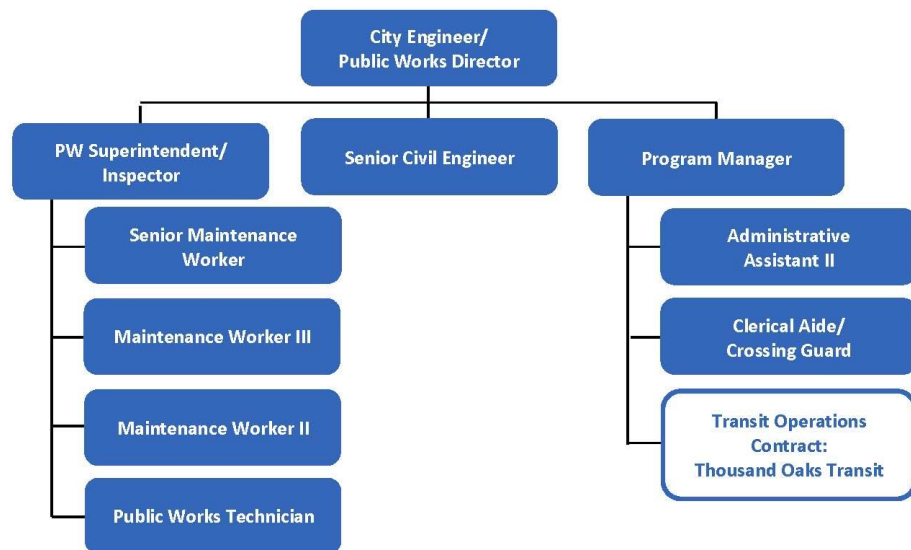 City Engineer/
Public Works Director
PW Superintendent/
Inspector
Senior Civil Engineer
Program Manager
Senior Maintenance
Worker
Maintenance Worker III
Maintenance Worker II
Public Works Technician
Administrative
Assistant II
Clerical Aide/
Crossing Guard
Transit Operations
Contract:
Thousand Oaks Transit